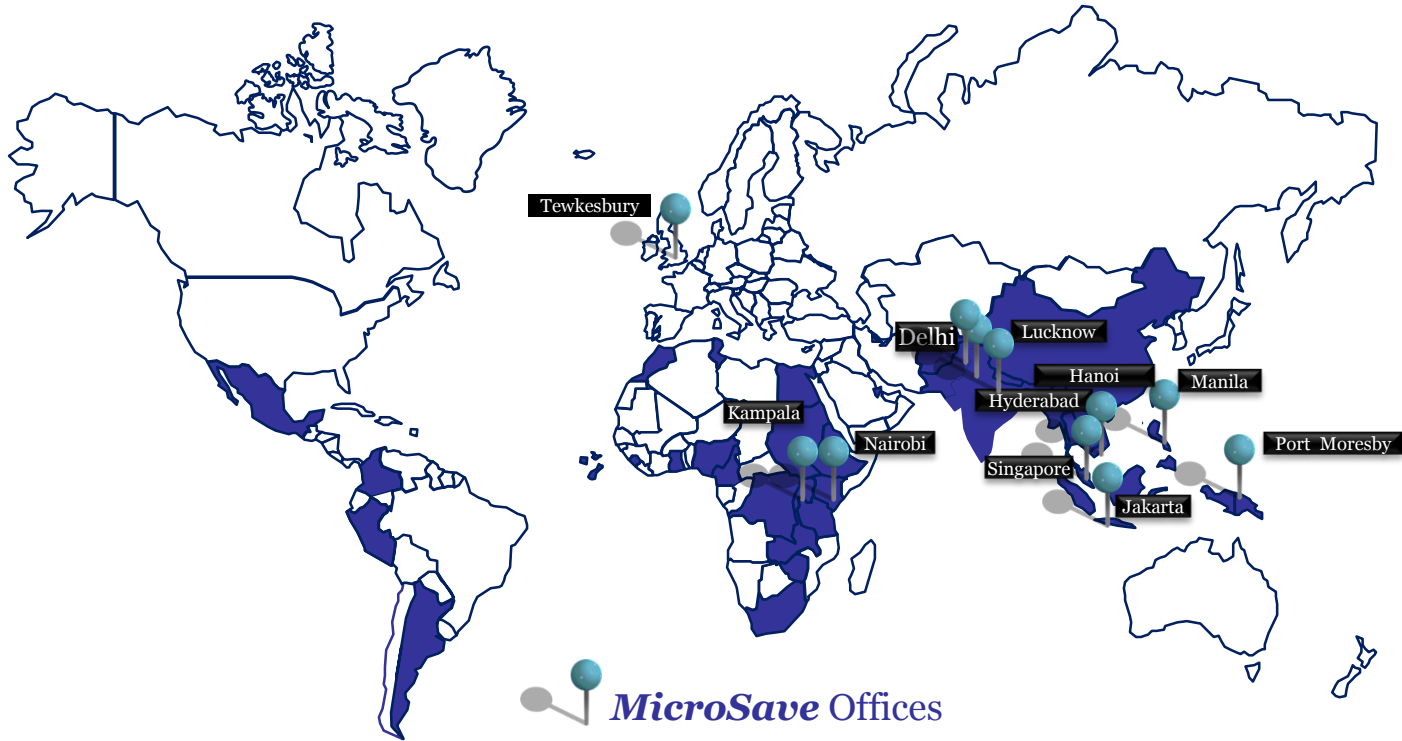 Tewkesbury
Delhi
Lucknow
Hanoi
Manila
Hyderabad
Kampala
Nairobi
Port Moresby
Singapore
Jakarta
MicroSave Offices